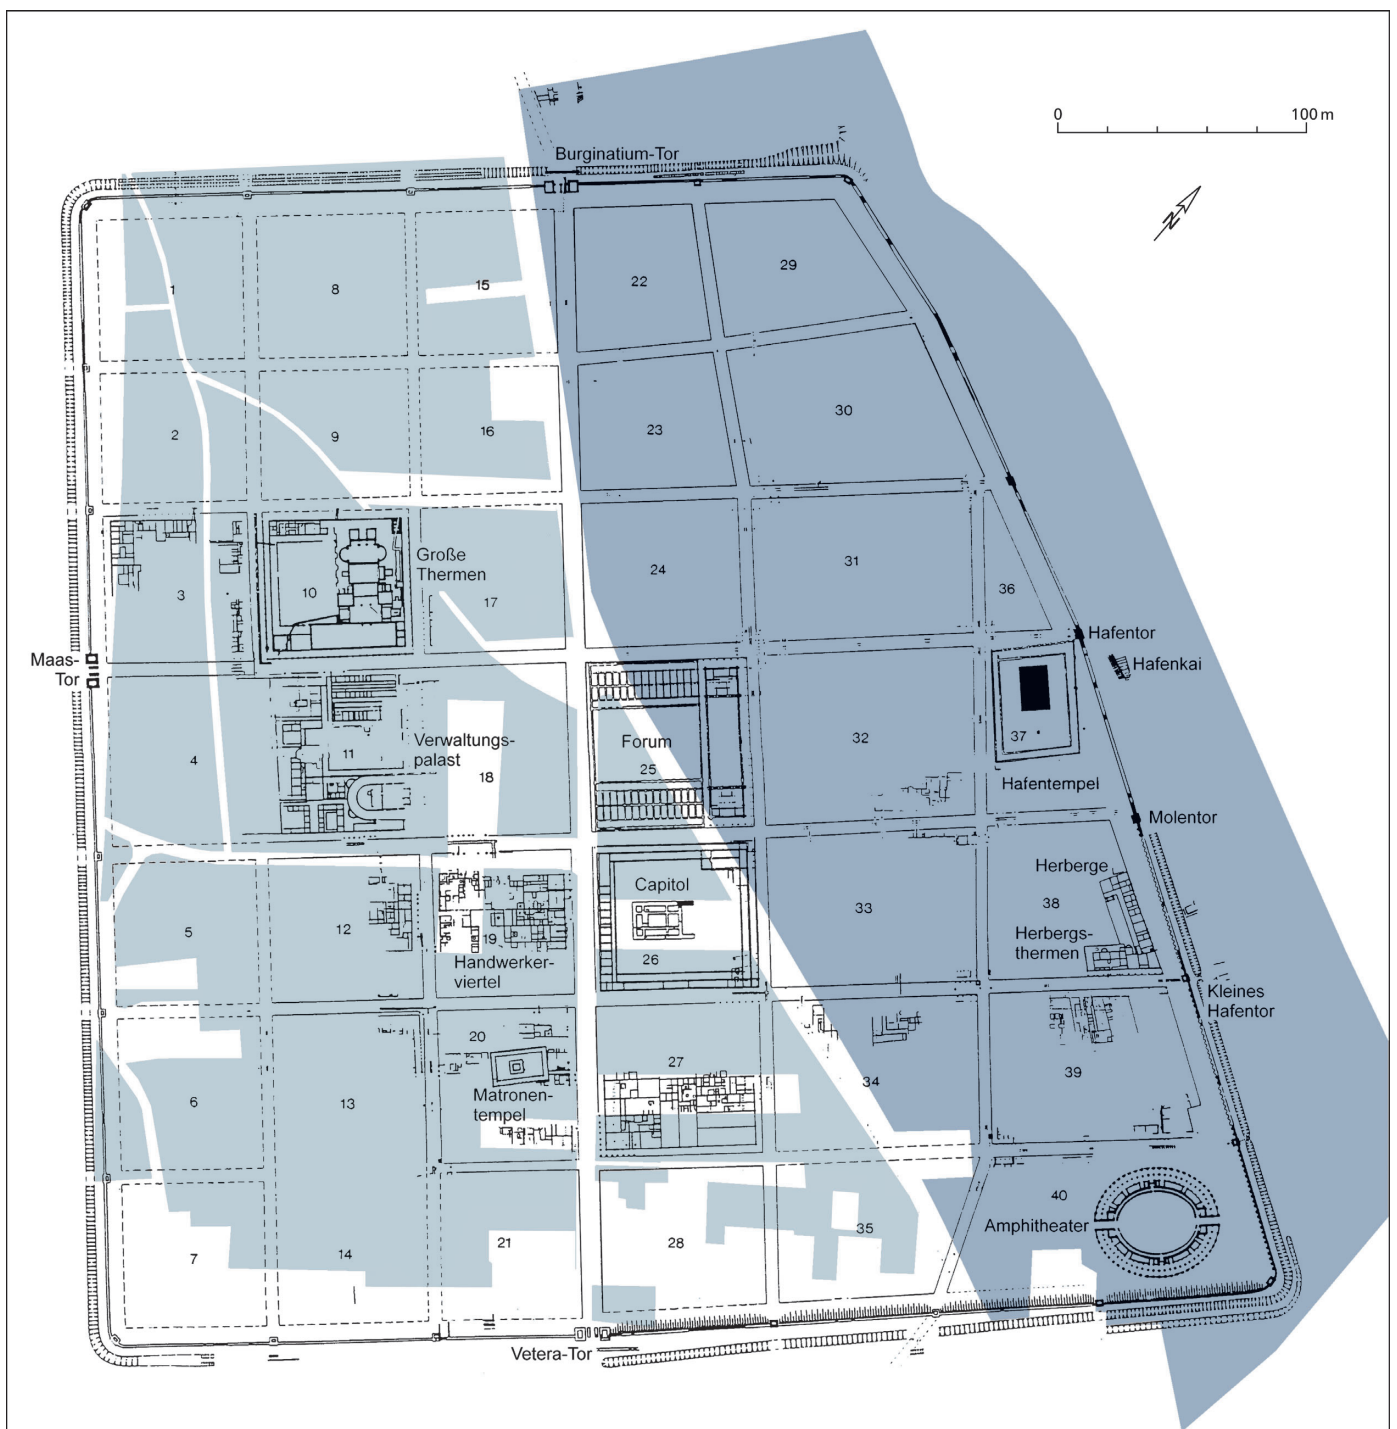 0 100 m
N
Burginatium-Tor
1
8
15
22
29
2
9
16
23
30
3
10
Große
Thermen
17
24
31
36
Hafentor
Hafenkai
Maas-
Tor
4
11
Verwaltungs-
palast
18
Forum
25
32
37
Hafentempel
Molentor
5
12
19
Handwerker-
viertel
Capitol
26
33
Herberge
38
Herbergs-
thermen
Kleines
Hafentor
6
13
20
Matronen-
tempel
27
34
39
7
14
21
28
35
40
Amphitheater
Vetera-Tor